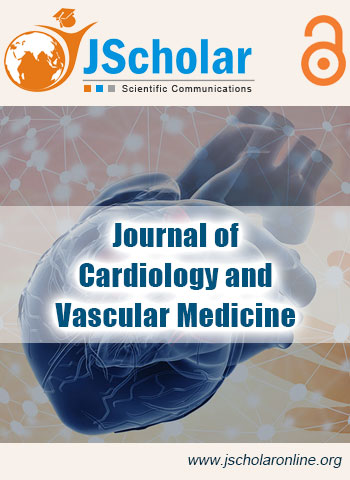 JScholar
Scientific Communications
Journal of
Cardiology and
Vascular Medicine
www.jscholaronline.org